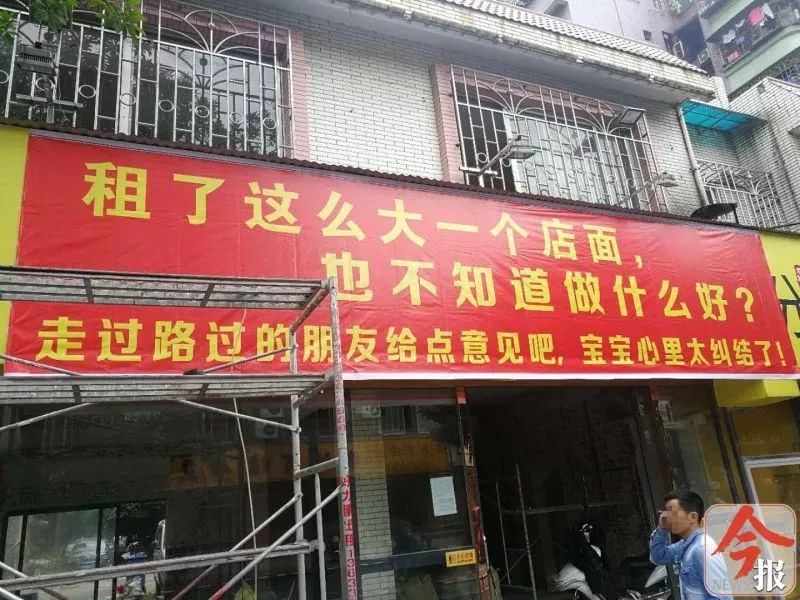 租了这么大一个店面，
也不知道做什么好？
走过路过的朋友给点意见吧，宝宝心里太纠结了！
今报